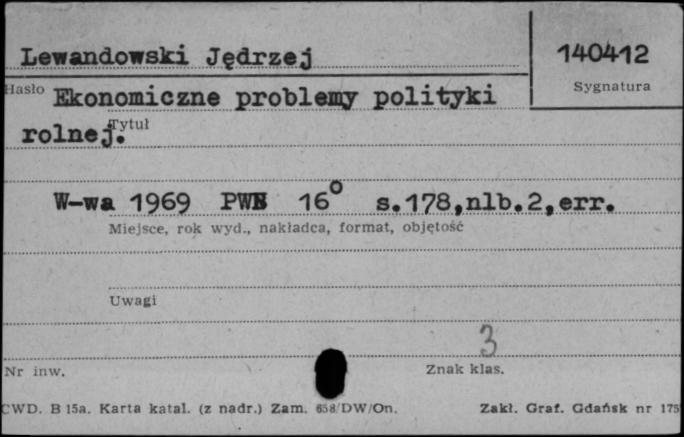 Lewandowski Jędrzej
140412
Hasło
Sygnatura
Ekonomiczne problemy polityki
Tytuł
rolnej.
W-wa 1969 PWE 16° s.178,nlb.2,err.
Miejsce, rok wyd., nakładca, format, objętość
Uwagi
3
Nr inw.
Znak klas.
CWD. B 15a. Karta katal. (z nadr.) Zam. 658/DW/On.
Zakł. Graf. Gdańsk nr 175